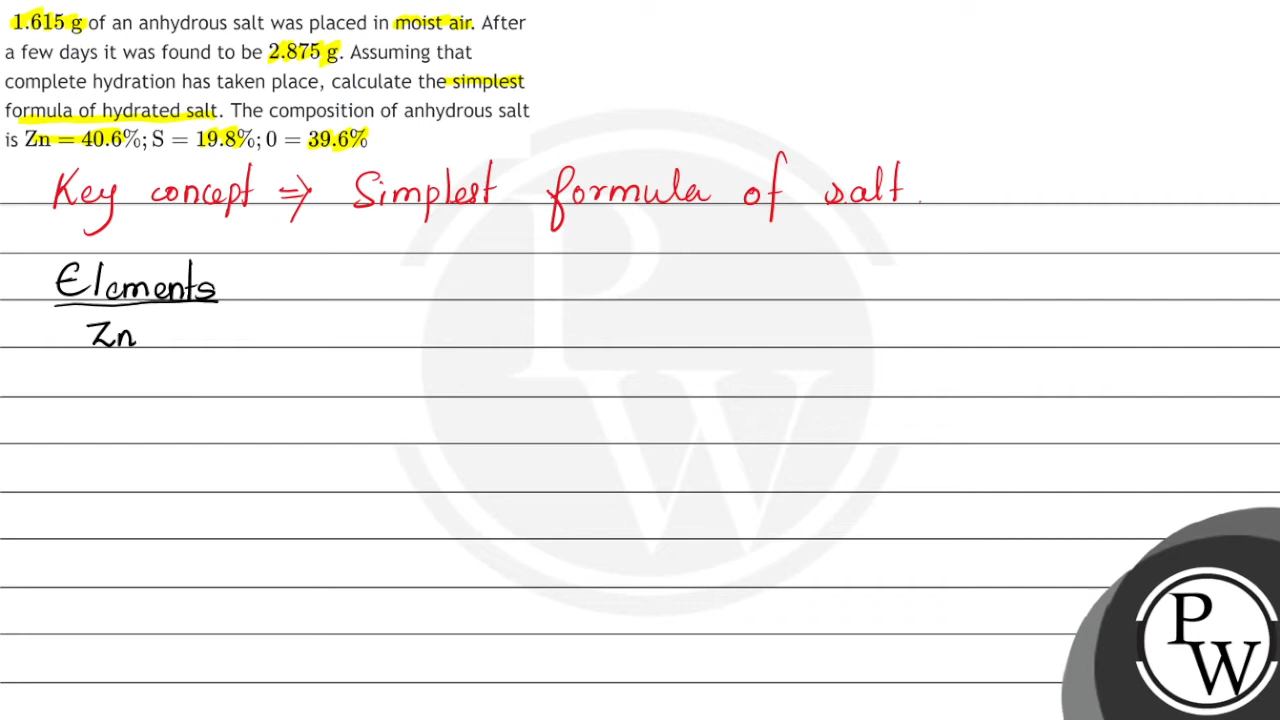 1.615 g of an anhydrous salt was placed in moist air. After
a few days it was found to be 2.875 g. Assuming that
complete hydration has taken place, calculate the simplest
formula of hydrated salt. The composition of anhydrous salt
is Zn = 40.6%; S = 19.8%; 0 = 39.6%
Key concept ⇒ Simplest formula of salt.
Elements
Zn
P
W
P
W